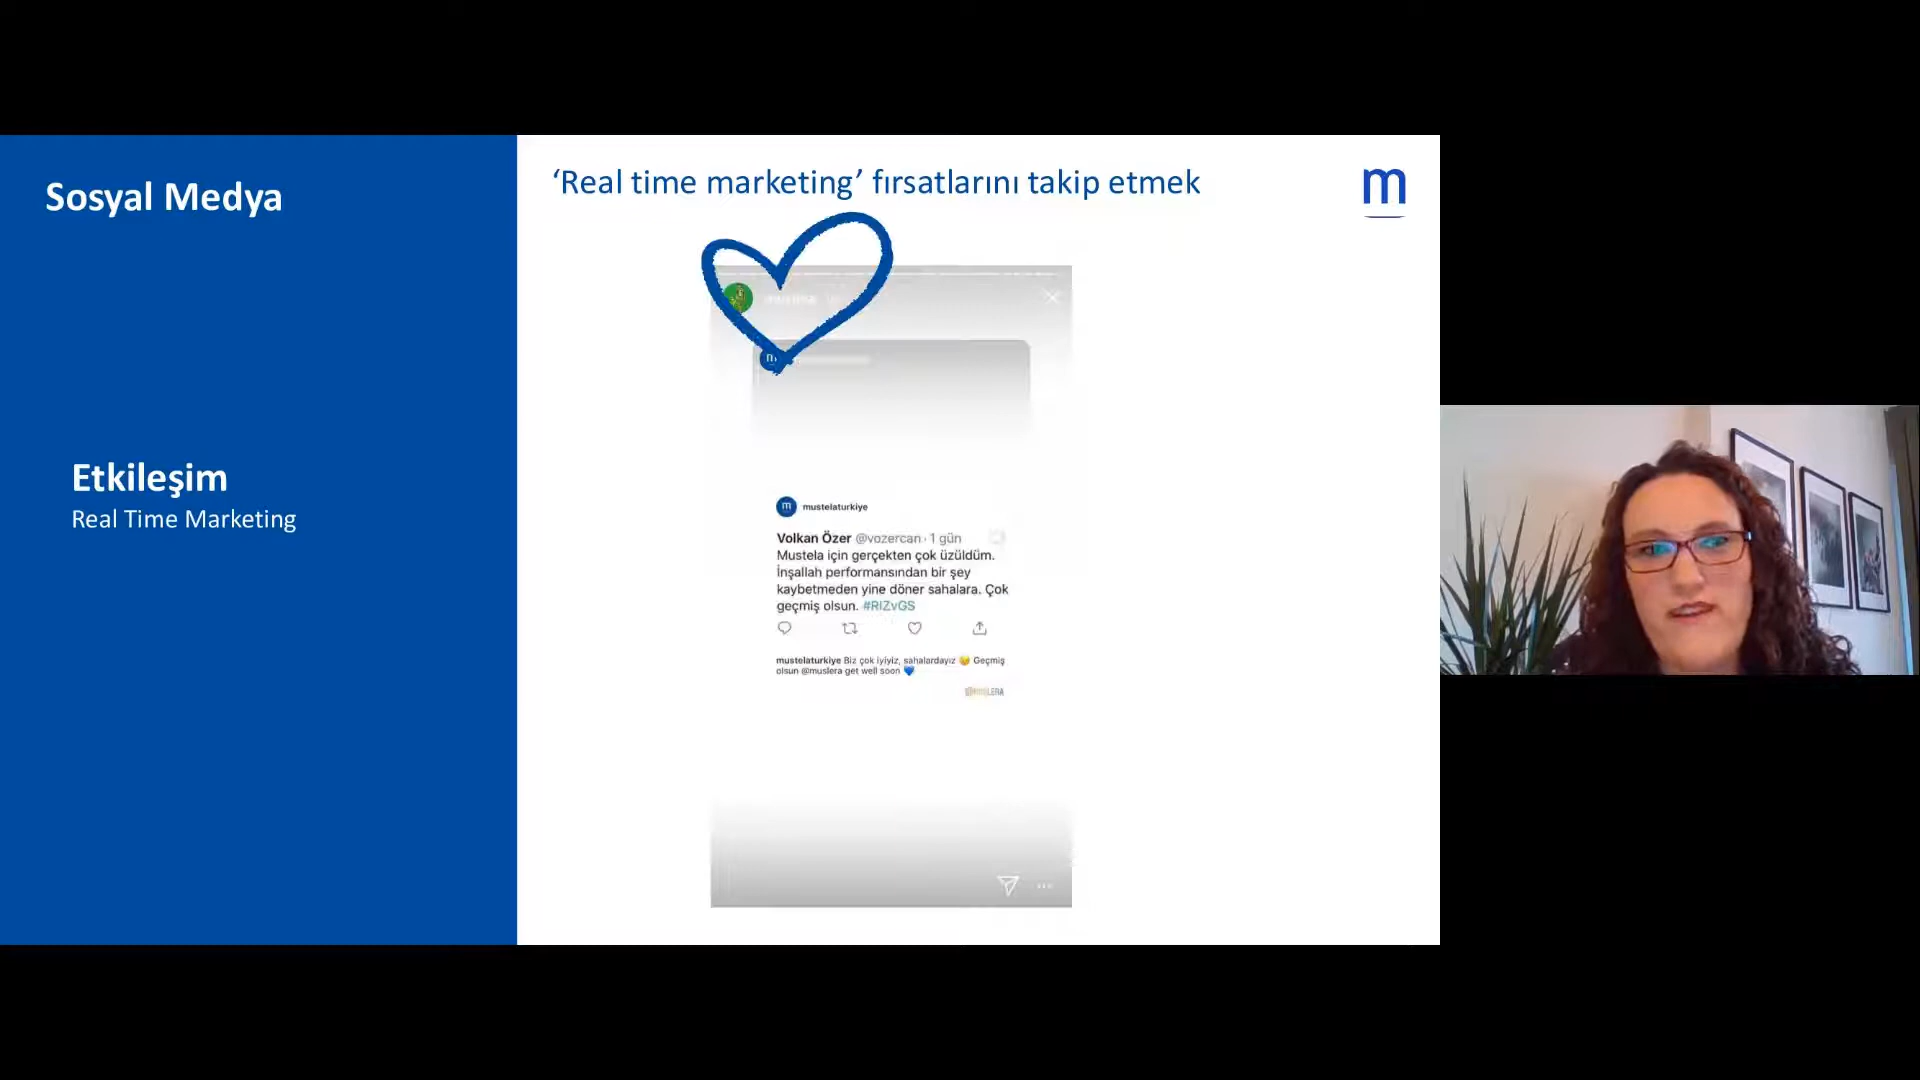 Sosyal Medya
Etkileşim
Real Time Marketing
‘Real time marketing’ fırsatlarını takip etmek
m
m
m
mustelaturkiye
Volkan Özer @vozercan · 1 gün
Mustela için gerçekten çok üzüldüm.
İnşallah performansından bir şey
kaybetmeden yine döner sahalara. Çok
geçmiş olsun. #RIZvGS
mustelaturkiye Biz çok iyiyiz, sahalardayız 😉 Geçmiş
olsun @muslera get well soon 💙